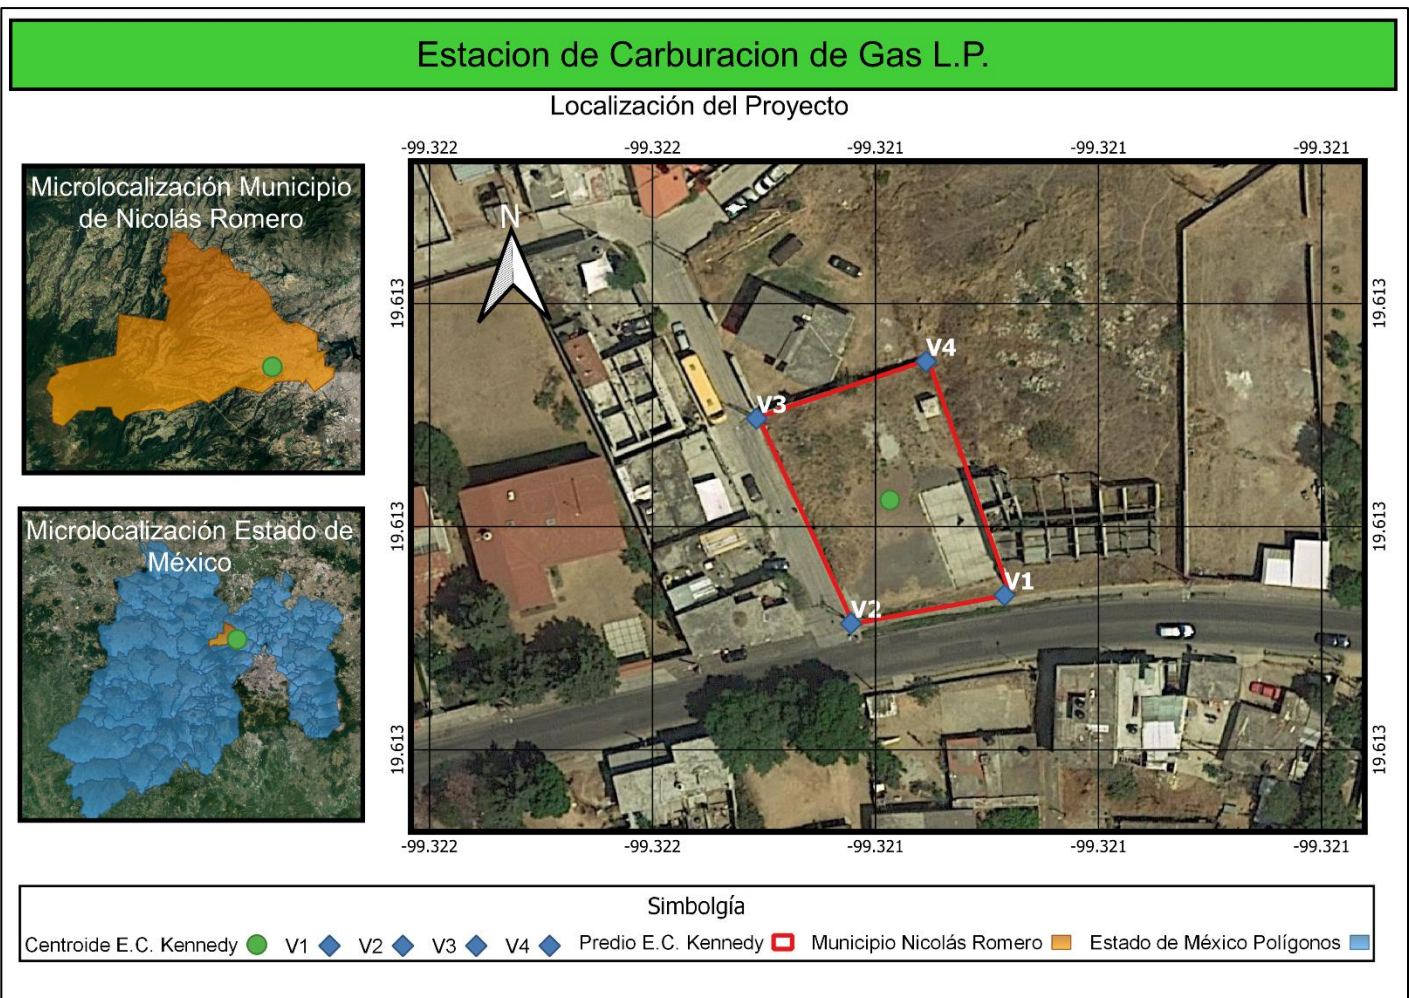 Estacion de Carburacion de Gas L.P.
Localización del Proyecto
Microlocalización Municipio
de Nicolás Romero
Microlocalización Estado de
México
-99.322 -99.322 -99.321 -99.321 -99.321
N
19.613 19.613
V4
V3
19.613 19.613
V1
V2
19.613 19.613
-99.322 -99.322 -99.321 -99.321 -99.321
Simbolgía
Centroide E.C. Kennedy V1 V2 V3 V4 Predio E.C. Kennedy Municipio Nicolás Romero Estado de México Polígonos